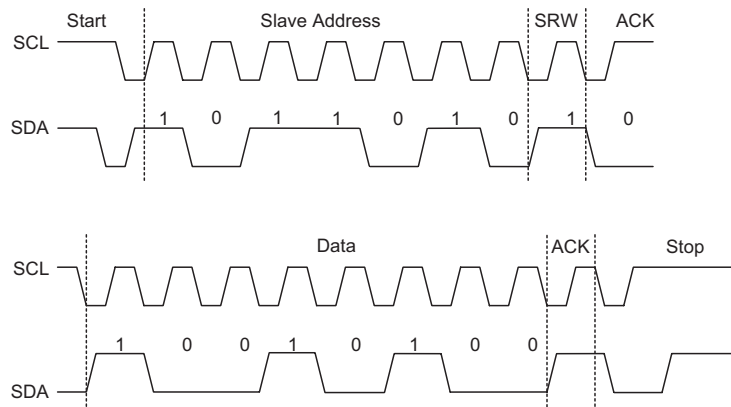 Start Slave Address SRW ACK
SCL
1 0 1 1 0 1 0 1 0
SDA
Data ACK Stop
SCL
1 0 0 1 0 1 0 0
SDA